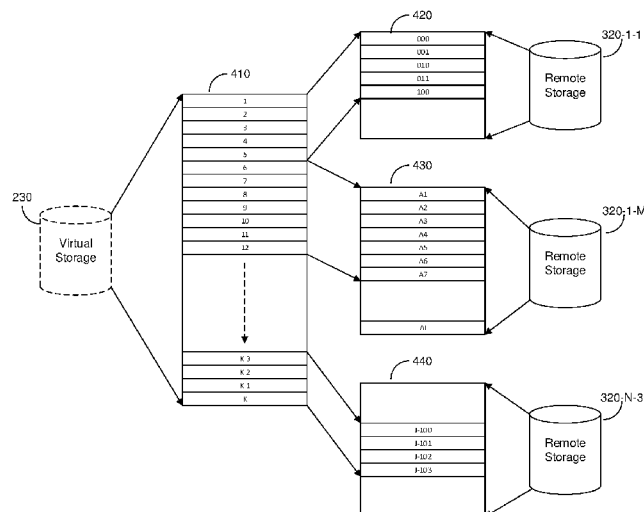 420
320-1-1
000
001
010
011
100
Remote
Storage
410
1
2
3
4
5
6
7
8
9
10
11
12
K 3
K 2
K 1
K
230
Virtual
Storage
430
320-1-M
A1
A2
A3
A4
A5
A6
A7
Remote
Storage
440
320-N-3
J-100
J-101
J-102
J-103
Remote
Storage